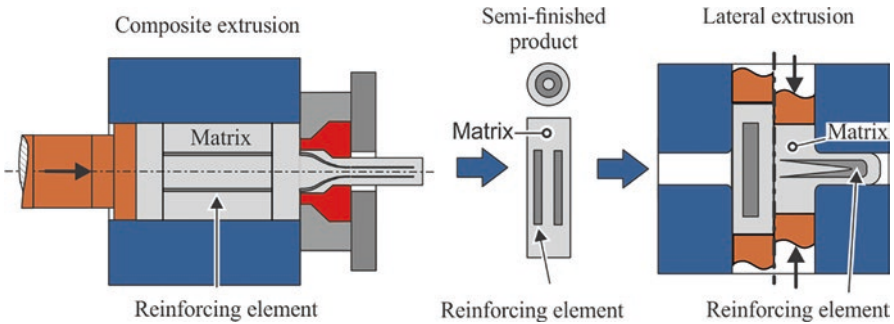 Composite extrusion
Matrix
Reinforcing element
Semi-finished
product
Matrix
Reinforcing element
Lateral extrusion
Matrix
Reinforcing element